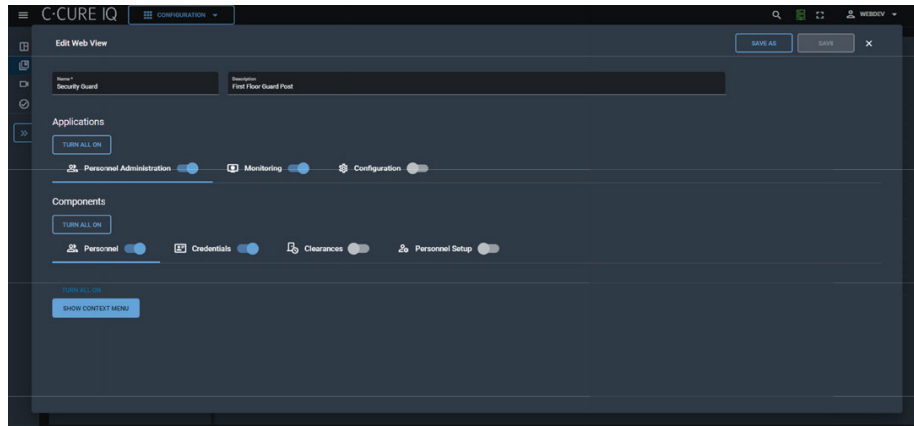 C·CURE IQ
CONFIGURATION
WEBDEV
Edit Web View
SAVE AS
SAVE
Name *
Security Guard
Description
First Floor Guard Post
Applications
TURN ALL ON
Personnel Administration
Monitoring
Configuration
Components
TURN ALL ON
Personnel
Credentials
Clearances
Personnel Setup
TURN ALL ON
SHOW CONTEXT MENU